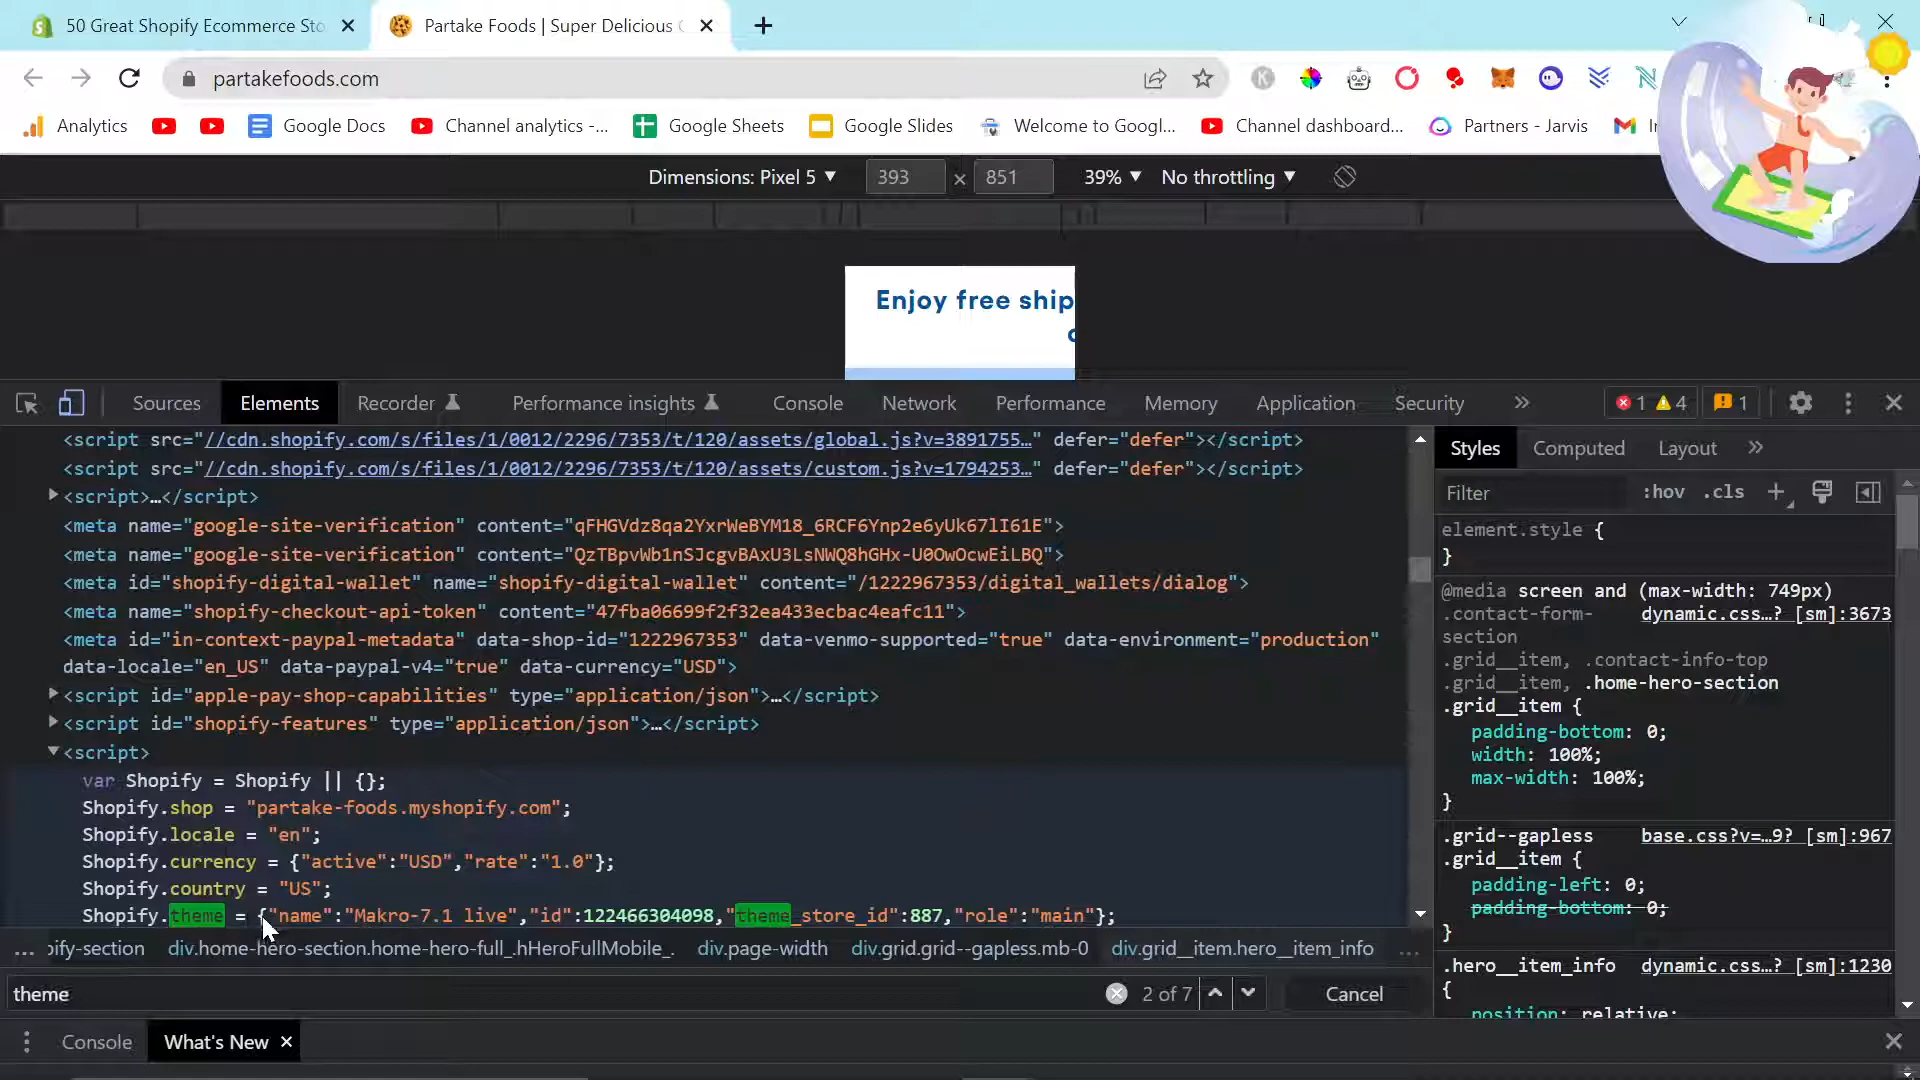 50 Great Shopify Ecommerce Sto
Partake Foods | Super Delicious
partakefoods.com
Analytics
Google Docs
Channel analytics -...
Google Sheets
Google Slides
Welcome to Googl...
Channel dashboard...
Partners - Jarvis
Dimensions: Pixel 5
393 × 851
39%
No throttling
Enjoy free ship
Sources
Elements
Recorder
Performance insights
Console
Network
Performance
Memory
Application
Security
1
4
1
<script src="//cdn.shopify.com/s/files/1/0012/2296/7353/t/120/assets/global.js?v=3891755…" defer="defer"></script>
<script src="//cdn.shopify.com/s/files/1/0012/2296/7353/t/120/assets/custom.js?v=1794253…" defer="defer"></script>
<script>…</script>
<meta name="google-site-verification" content="qFHGVdz8qa2YxrWeBYM18_6RCF6Ynp2e6yUk67lI61E">
<meta name="google-site-verification" content="QzTBpvWb1nSJcgvBAxU3LsNWQ8hGHx-U0OwOcwEiLBQ">
<meta id="shopify-digital-wallet" name="shopify-digital-wallet" content="/1222967353/digital_wallets/dialog">
<meta name="shopify-checkout-api-token" content="47fba06699f2f32ea433ecbac4eafc11">
<meta id="in-context-paypal-metadata" data-shop-id="1222967353" data-venmo-supported="true" data-environment="production"
data-locale="en_US" data-paypal-v4="true" data-currency="USD">
<script id="apple-pay-shop-capabilities" type="application/json">…</script>
<script id="shopify-features" type="application/json">…</script>
<script>
var Shopify = Shopify || {};
Shopify.shop = "partake-foods.myshopify.com";
Shopify.locale = "en";
Shopify.currency = {"active":"USD","rate":"1.0"};
Shopify.country = "US";
Shopify.theme = {"name":"Makro-7.1 live","id":122466304098,"theme_store_id":887,"role":"main"};
... pify-section
div.home-hero-section.home-hero-full_.hHeroFullMobile_.
div.page-width
div.grid.grid--gapless.mb-0
div.grid__item.hero__item_info
...
theme
2 of 7
Cancel
Console
What's New
Styles
Computed
Layout
Filter
:hov .cls
element.style {
}
@media screen and (max-width: 749px)
.contact-form- dynamic.css…? [sm]:3673
section
.grid__item, .contact-info-top
.grid__item, .home-hero-section
.grid__item {
padding-bottom: 0;
width: 100%;
max-width: 100%;
}
.grid--gapless base.css?v=…9? [sm]:967
.grid__item {
padding-left: 0;
padding-bottom: 0;
}
.hero__item_info dynamic.css…? [sm]:1230
{
position: relative;